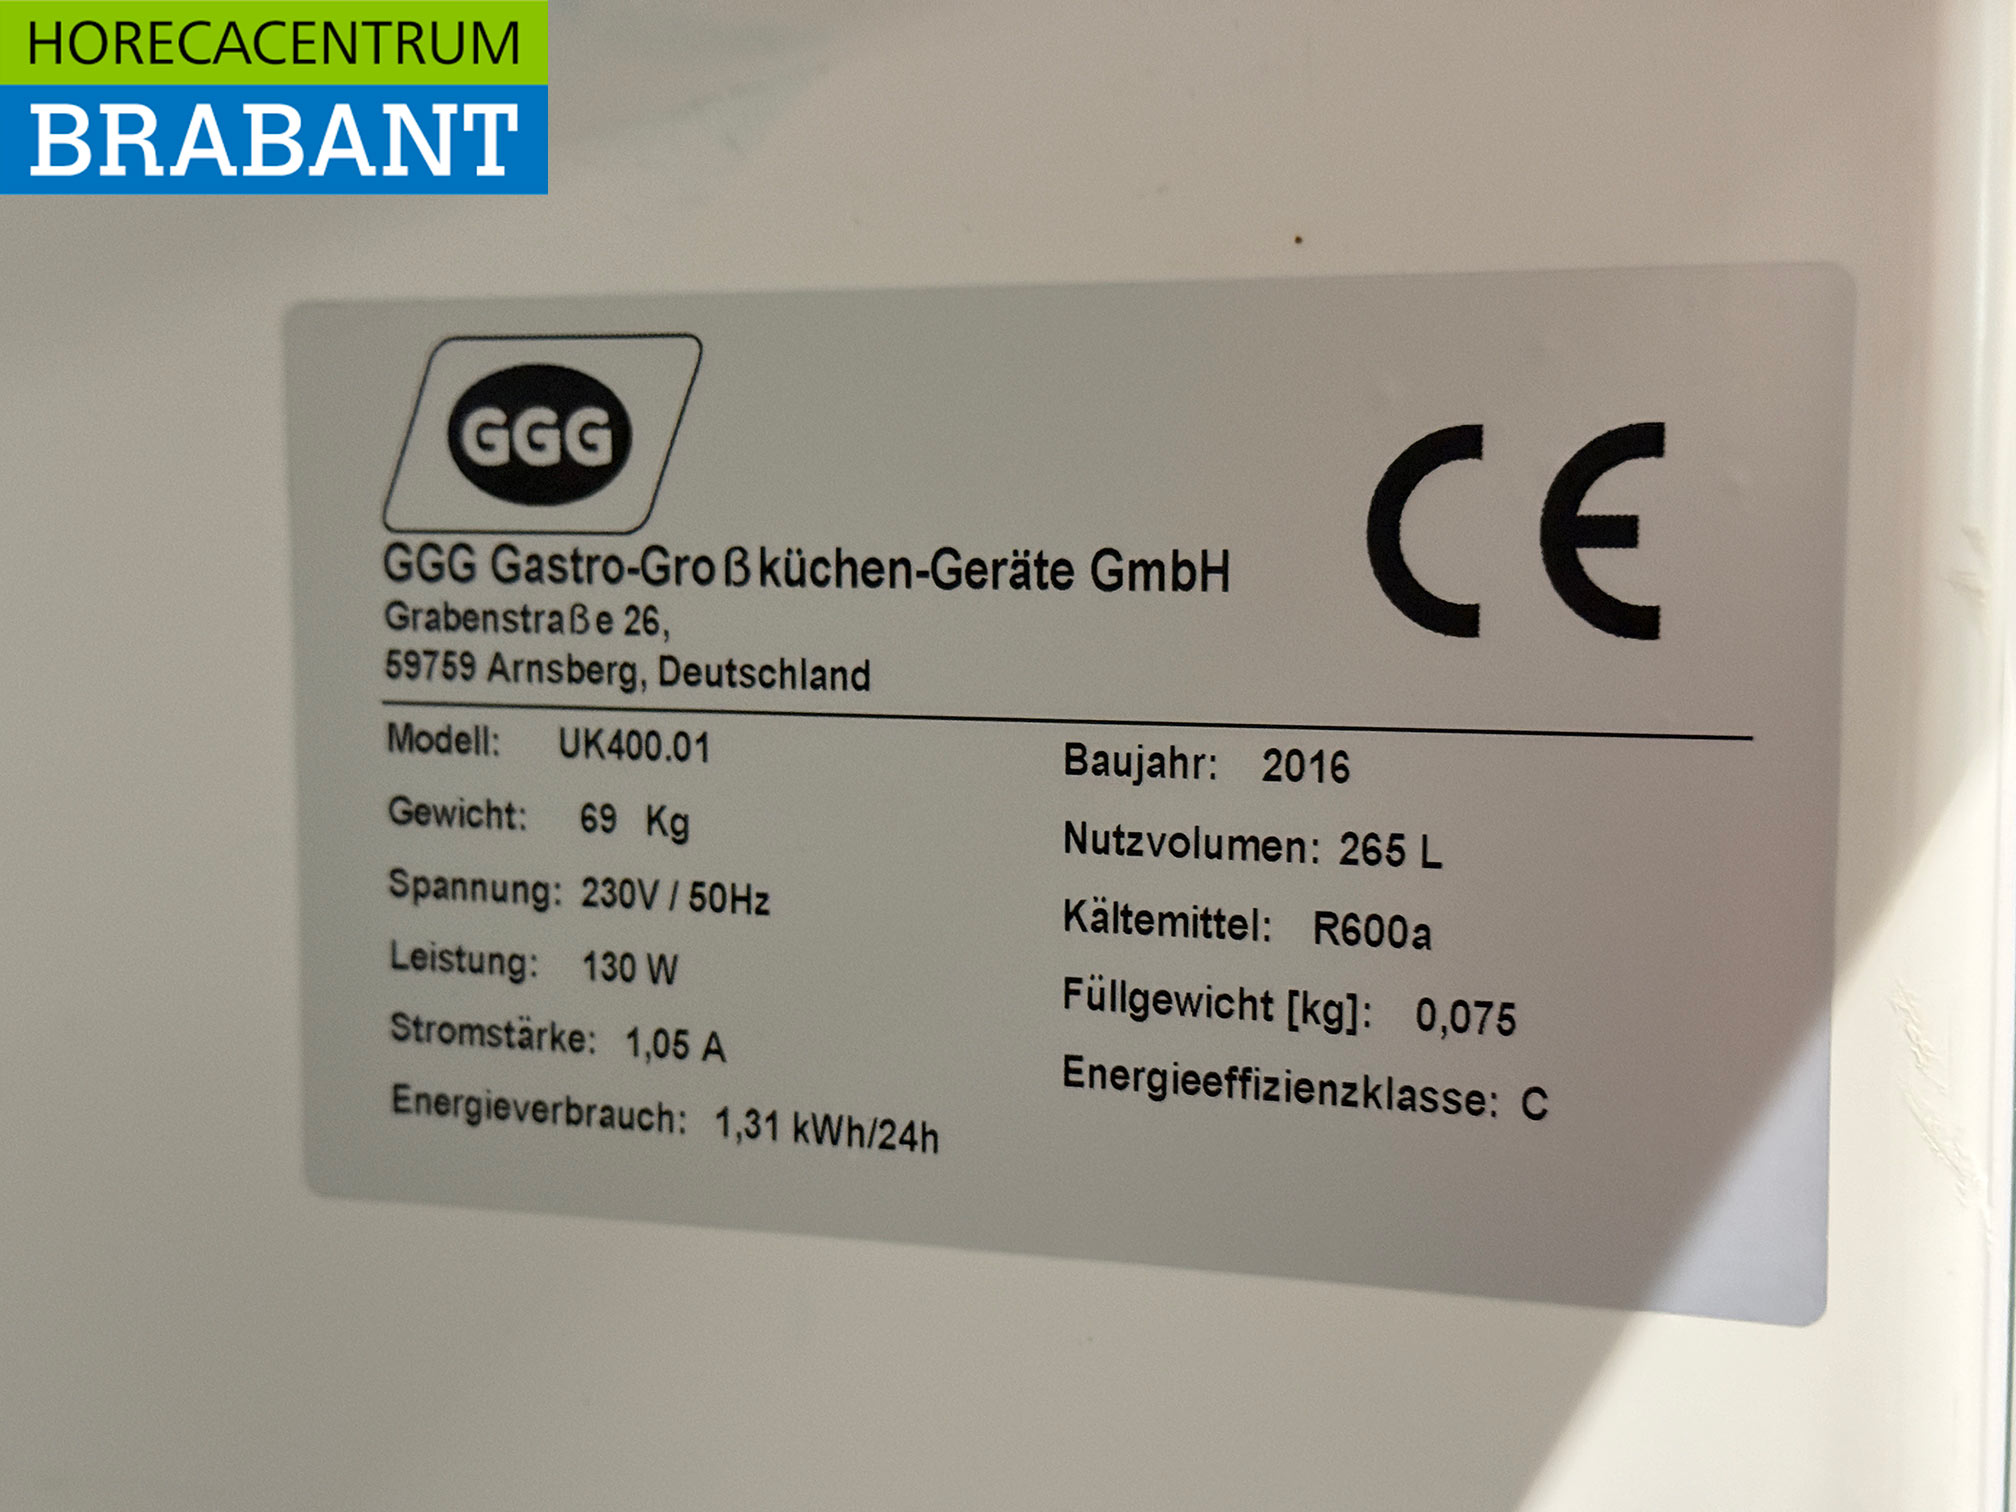 HORECACENTRUM
BRABANT
GGG
GGG Gastro-Großküchen-Geräte GmbH
CE
Grabenstraße 26,
59759 Arnsberg, Deutschland
Modell: UK400.01
Gewicht: 69 Kg
Spannung: 230V / 50Hz
Leistung: 130 W
Stromstärke: 1,05 A
Energieverbrauch: 1,31 kWh/24h
Baujahr: 2016
Nutzvolumen: 265 L
Kältemittel: R600a
Füllgewicht [kg]: 0,075
Energieeffizienzklasse: C